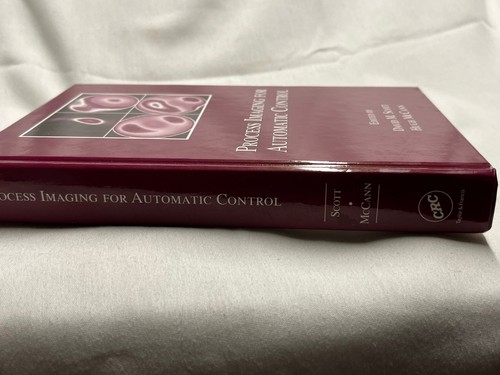 PROCESS IMAGING FOR
AUTOMATIC CONTROL
EDITED BY
DAVID M. SCOTT
HUGH MCCANN
OCESS IMAGING FOR AUTOMATIC CONTROL
SCOTT
•
MCCANN
CRC